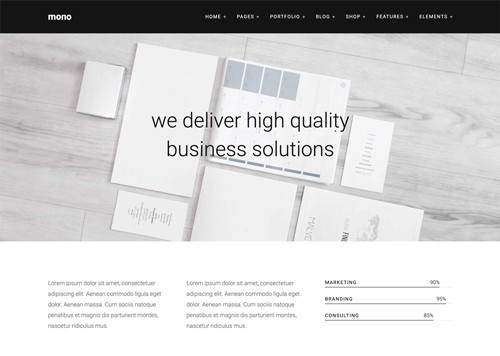 mono
HOME + PAGES + PORTFOLIO + BLOG + SHOP + FEATURES + ELEMENTS +
we deliver high quality
business solutions
Lorem ipsum dolor sit amet, consectetuer
adipiscing elit. Aenean commodo ligula eget
dolor. Aenean massa. Cum sociis natoque
penatibus et magnis dis parturient montes,
nascetur ridiculus mus.
Lorem ipsum dolor sit amet, consectetuer
adipiscing elit. Aenean commodo ligula eget
dolor. Aenean massa. Cum sociis natoque
penatibus et magnis dis parturient montes,
nascetur ridiculus mus.
MARKETING 90%
BRANDING 95%
CONSULTING 85%